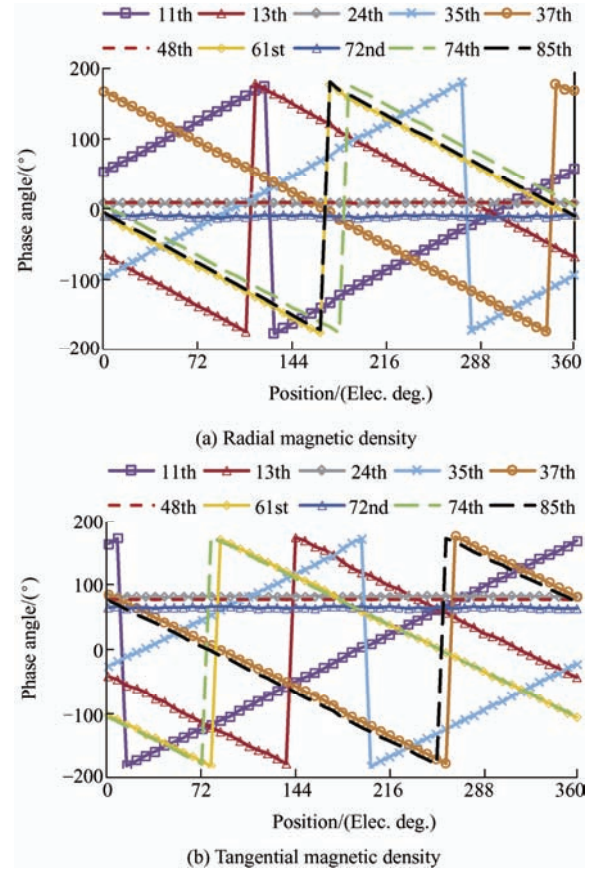 11th 13th 24th 35th 37th
48th 61st 72nd 74th 85th
200
100
0
−100
−200
Phase angle/(°)
0 72 144 216 288 360
Position/(Elec. deg.)
(a) Radial magnetic density
11th 13th 24th 35th 37th
48th 61st 72nd 74th 85th
200
100
0
−100
−200
Phase angle/(°)
0 72 144 216 288 360
Position/(Elec. deg.)
(b) Tangential magnetic density